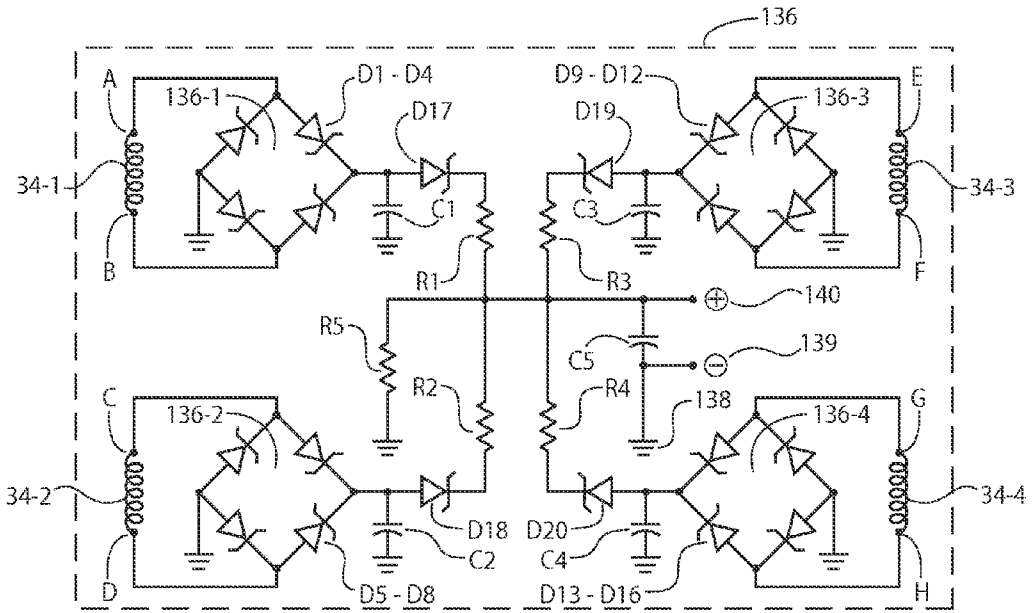 136
A
D1 - D4
D9 - D12
E
136-1
136-3
D17
D19
34-1
34-3
C1
C3
B
R1
R3
F
140
R5
C5
139
R2
R4
C
138
G
136-2
136-4
34-2
34-4
D18
D20
C2
C4
D
D5 - D8
D13 - D16
H